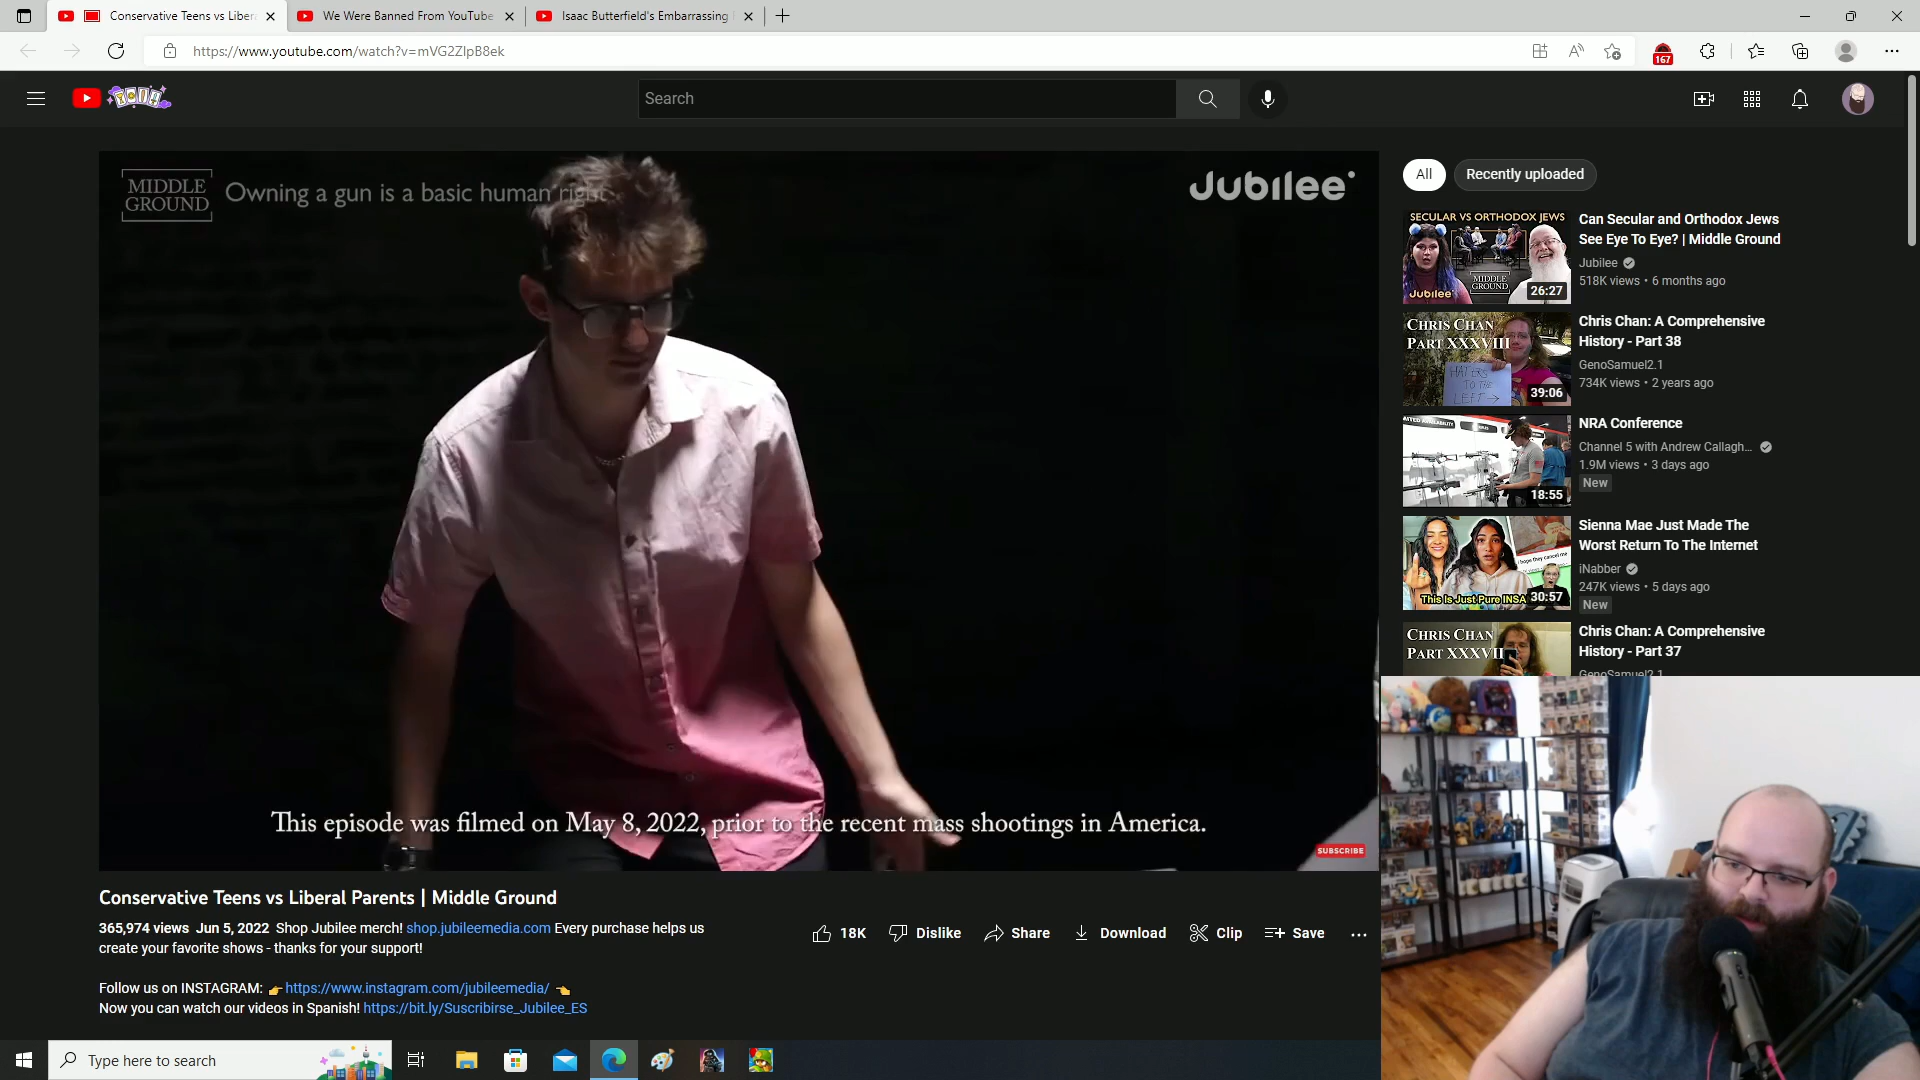 Conservative Teens vs Liber
We Were Banned From YouTube
Isaac Butterfield's Embarrassing
https://www.youtube.com/watch?v=mVG2ZlpB8ek
167
Search
MIDDLE
GROUND
Owning a gun is a basic human right
Jubilee
This episode was filmed on May 8, 2022, prior to the recent mass shootings in America.
SUBSCRIBE
All
Recently uploaded
SECULAR VS ORTHODOX JEWS
MIDDLE
GROUND
Jubilee
26:27
Can Secular and Orthodox Jews
See Eye To Eye? | Middle Ground
Jubilee
518K views • 6 months ago
CHRIS CHAN
PART XXXVIII
HATERS
TO THE
LEFT →
39:06
Chris Chan: A Comprehensive
History - Part 38
GenoSamuel2.1
734K views • 2 years ago
18:55
NRA Conference
Channel 5 with Andrew Callagh...
1.9M views • 3 days ago
New
This Is Just Pure INSA
30:57
Sienna Mae Just Made The
Worst Return To The Internet
iNabber
247K views • 5 days ago
New
CHRIS CHAN
PART XXXVII
Chris Chan: A Comprehensive
History - Part 37
GenoSamuel2.1
Conservative Teens vs Liberal Parents | Middle Ground
365,974 views Jun 5, 2022 Shop Jubilee merch! shop.jubileemedia.com Every purchase helps us
create your favorite shows - thanks for your support!
18K
Dislike
Share
Download
Clip
Save
Follow us on INSTAGRAM: 👉 https://www.instagram.com/jubileemedia/ 👈
Now you can watch our videos in Spanish! https://bit.ly/Suscribirse_Jubilee_ES
Type here to search